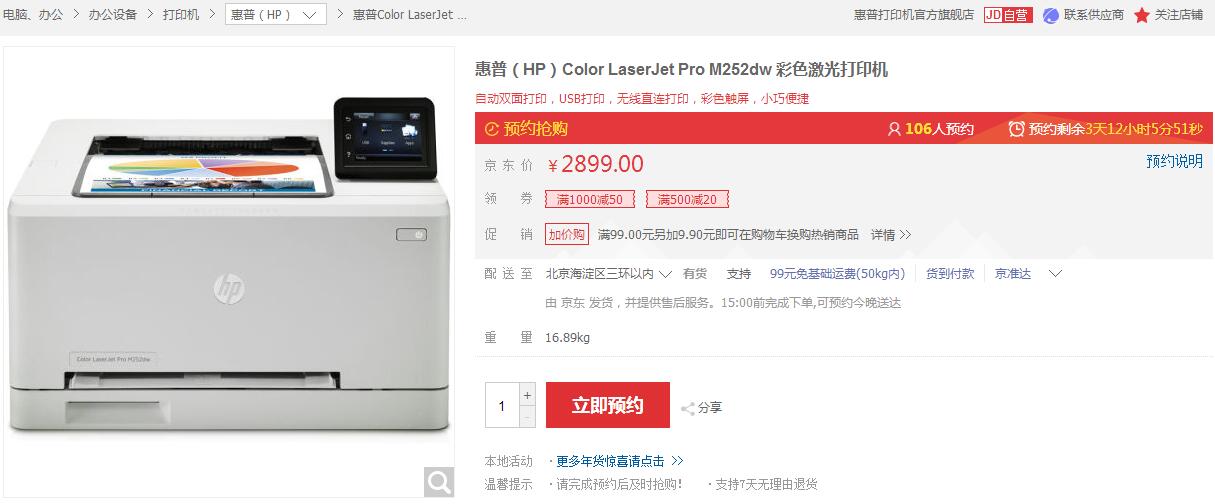 电脑、办公 > 办公设备 > 打印机 > 惠普（HP） > 惠普Color LaserJet ...
惠普打印机官方旗舰店 JD自营 联系供应商 关注店铺
惠普（HP）Color LaserJet Pro M252dw 彩色激光打印机
自动双面打印，USB打印，无线直连打印，彩色触屏，小巧便捷
预约抢购 106人预约 预约剩余3天12小时5分51秒
京东价 ￥2899.00 预约说明
领券 满1000减50 满500减20
促销 加价购 满99.00元另加9.90元即可在购物车换购热销商品 详情 >>
配送至 北京海淀区三环以内 有货 支持 99元免基础运费(50kg内) 货到付款 京准达
由 京东 发货，并提供售后服务。15:00前完成下单,可预约今晚送达
重量 16.89kg
1 + -
立即预约 分享
本地活动 · 更多年货惊喜请点击 >>
温馨提示 · 请完成预约后及时抢购！ · 支持7天无理由退货
hp
Color LaserJet Pro M252dw
FINANCIAL REPORT